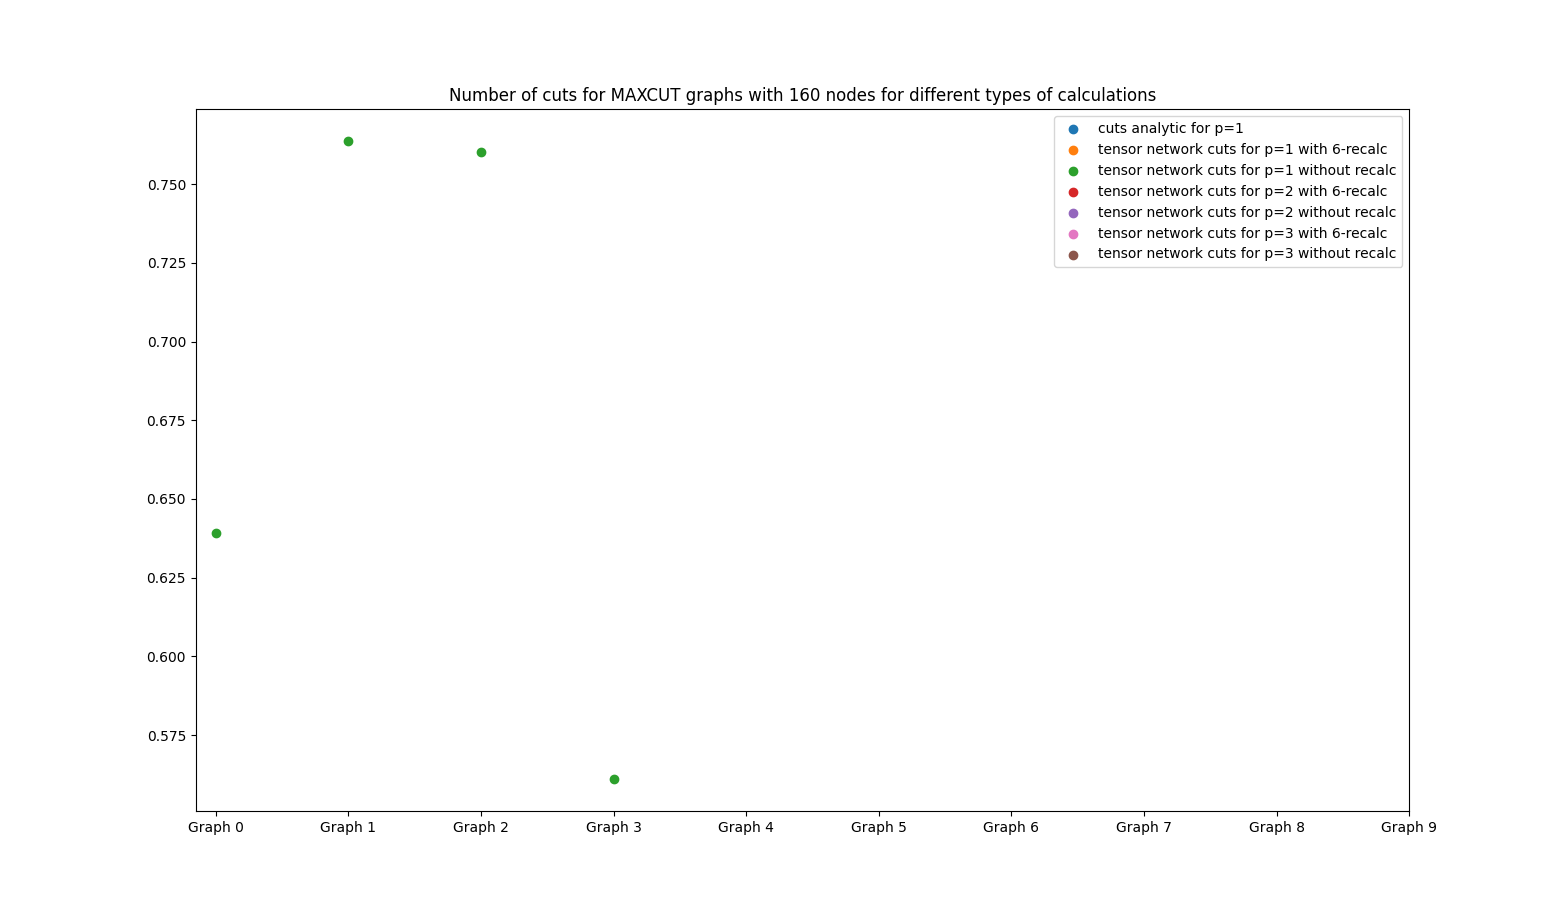 Number of cuts for MAXCUT graphs with 160 nodes for different types of calculations
cuts analytic for p=1
tensor network cuts for p=1 with 6-recalc
tensor network cuts for p=1 without recalc
tensor network cuts for p=2 with 6-recalc
tensor network cuts for p=2 without recalc
tensor network cuts for p=3 with 6-recalc
tensor network cuts for p=3 without recalc
0.750
0.725
0.700
0.675
0.650
0.625
0.600
0.575
Graph 0 Graph 1 Graph 2 Graph 3 Graph 4 Graph 5 Graph 6 Graph 7 Graph 8 Graph 9